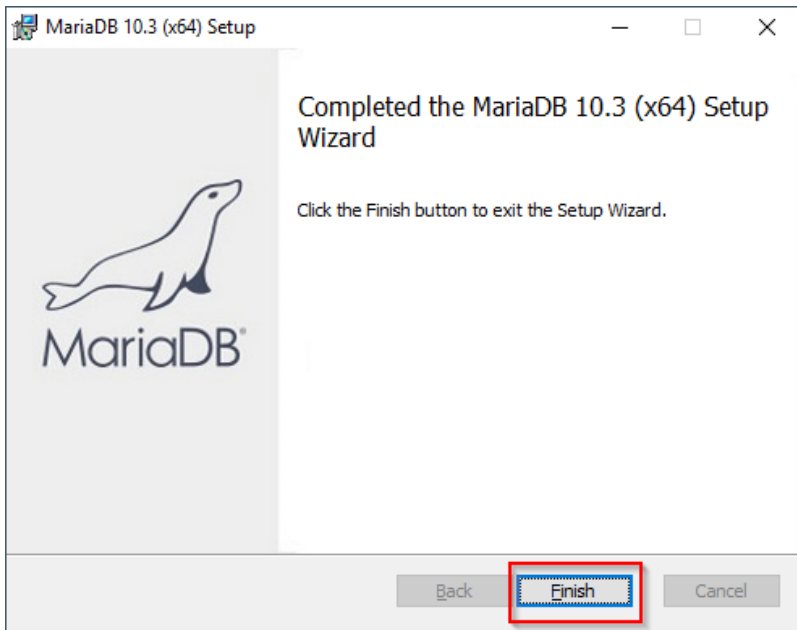 MariaDB 10.3 (x64) Setup
Completed the MariaDB 10.3 (x64) Setup
Wizard
Click the Finish button to exit the Setup Wizard.
MariaDB®
Back
Finish
Cancel